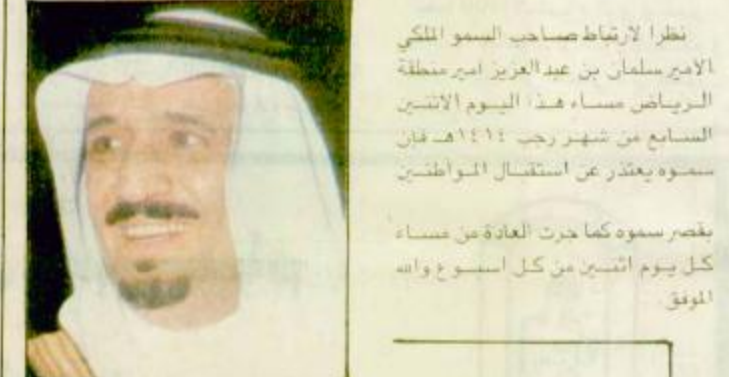 نظرا لارتباط صاحب السمو الملكي
الامير سلمان بن عبدالعزيز امير منطقة
الرياض مساء هذا اليوم الاثنين
السابع من شهر رجب ١٤١٤هـ فان
سموه يعتذر عن استقبال المواطنين
بقصر سموه كما جرت العادة من مساء
كل يوم اثنين من كل اسبوع والله
الموفق